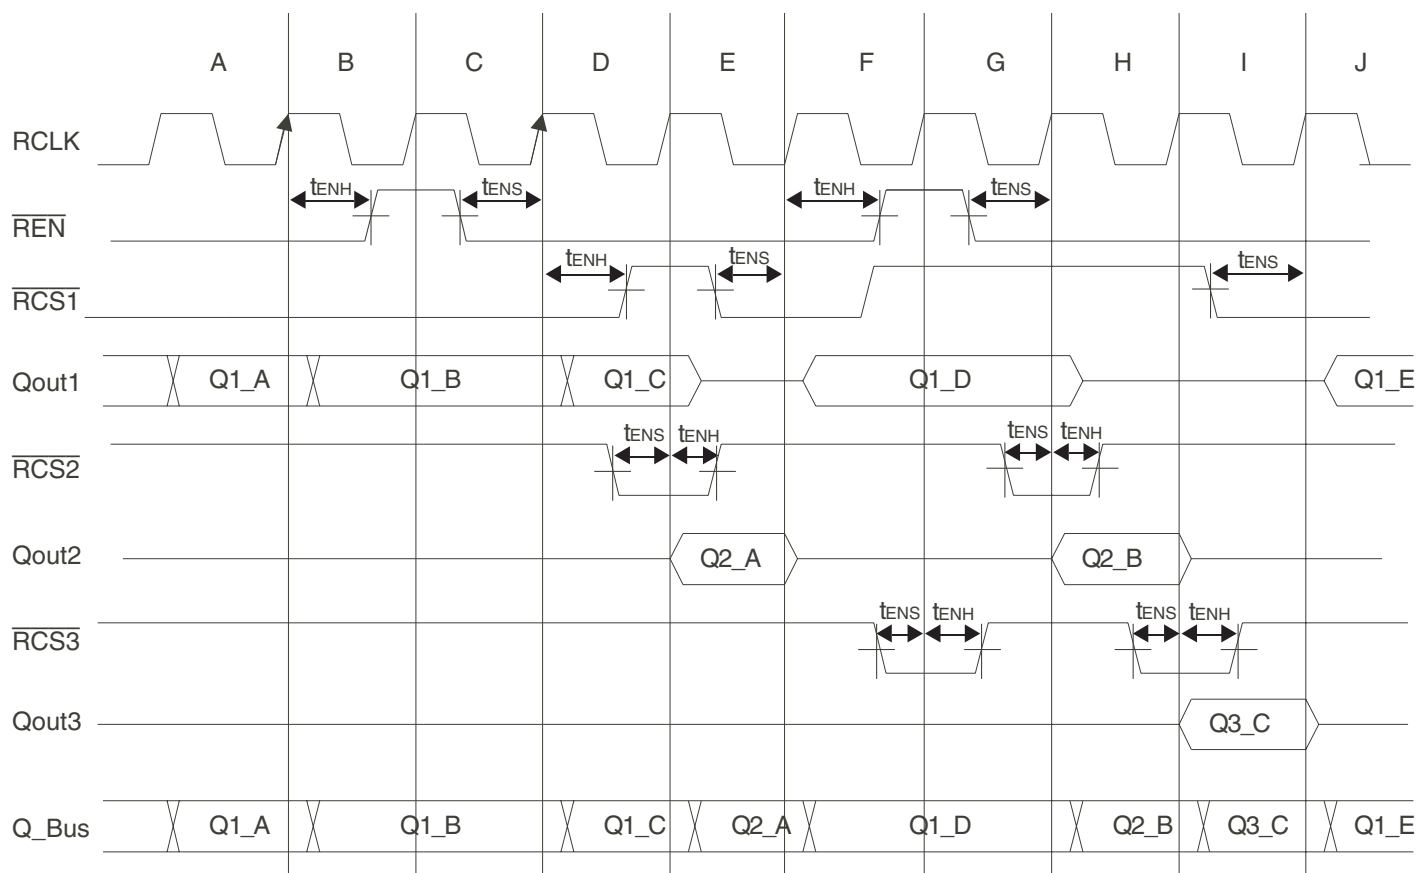 A B C D E F G H I J
RCLK
tENH tENS tENH tENS
REN
tENH tENS tENS
RCS1
Qout1 Q1_A Q1_B Q1_C Q1_D Q1_E
tENS tENH tENS tENH
RCS2
Qout2 Q2_A Q2_B
tENS tENH tENS tENH
RCS3
Qout3 Q3_C
Q_Bus Q1_A Q1_B Q1_C Q2_A Q1_D Q2_B Q3_C Q1_E